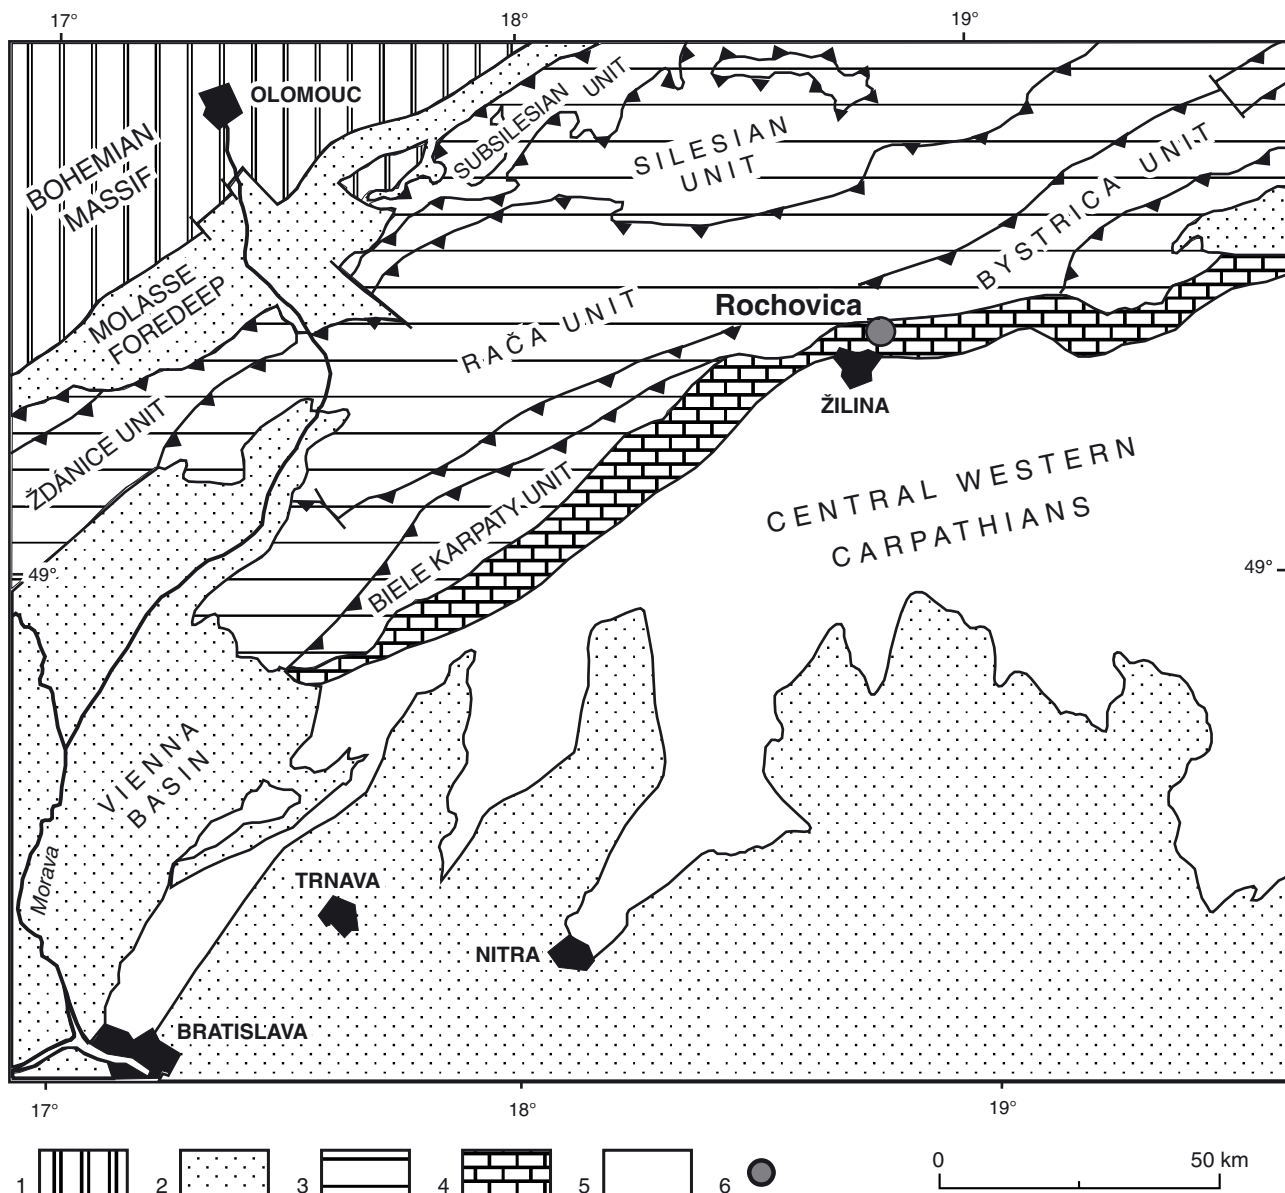 17° 18° 19°
OLOMOUC
BOHEMIAN
MASSIF
SUBSILESIAN UNIT
SILESIAN
UNIT
BYSTRICA UNIT
MOLASSE
FOREDEEP
RAČA UNIT
Rochovica
ŽILINA
ŽDÁNICE UNIT
BIELE KARPATY UNIT
CENTRAL WESTERN
CARPATHIANS
49° 49°
VIENNA
BASIN
Morava
TRNAVA
NITRA
BRATISLAVA
17° 18° 19°
1 2 3 4 5 6
0 50 km